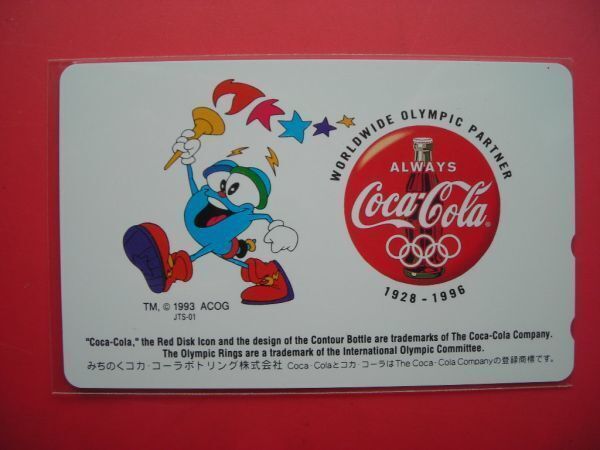 WORLDWIDE OLYMPIC PARTNER
ALWAYS
Coca-Cola
1928 - 1996
TM, © 1993 ACOG
JTS-01
"Coca-Cola," the Red Disk Icon and the design of the Contour Bottle are trademarks of The Coca-Cola Company.
The Olympic Rings are a trademark of the International Olympic Committee.
みちのくコカ・コーラボトリング株式会社 Coca-Colaとコカ・コーラはThe Coca-Cola Companyの登録商標です。